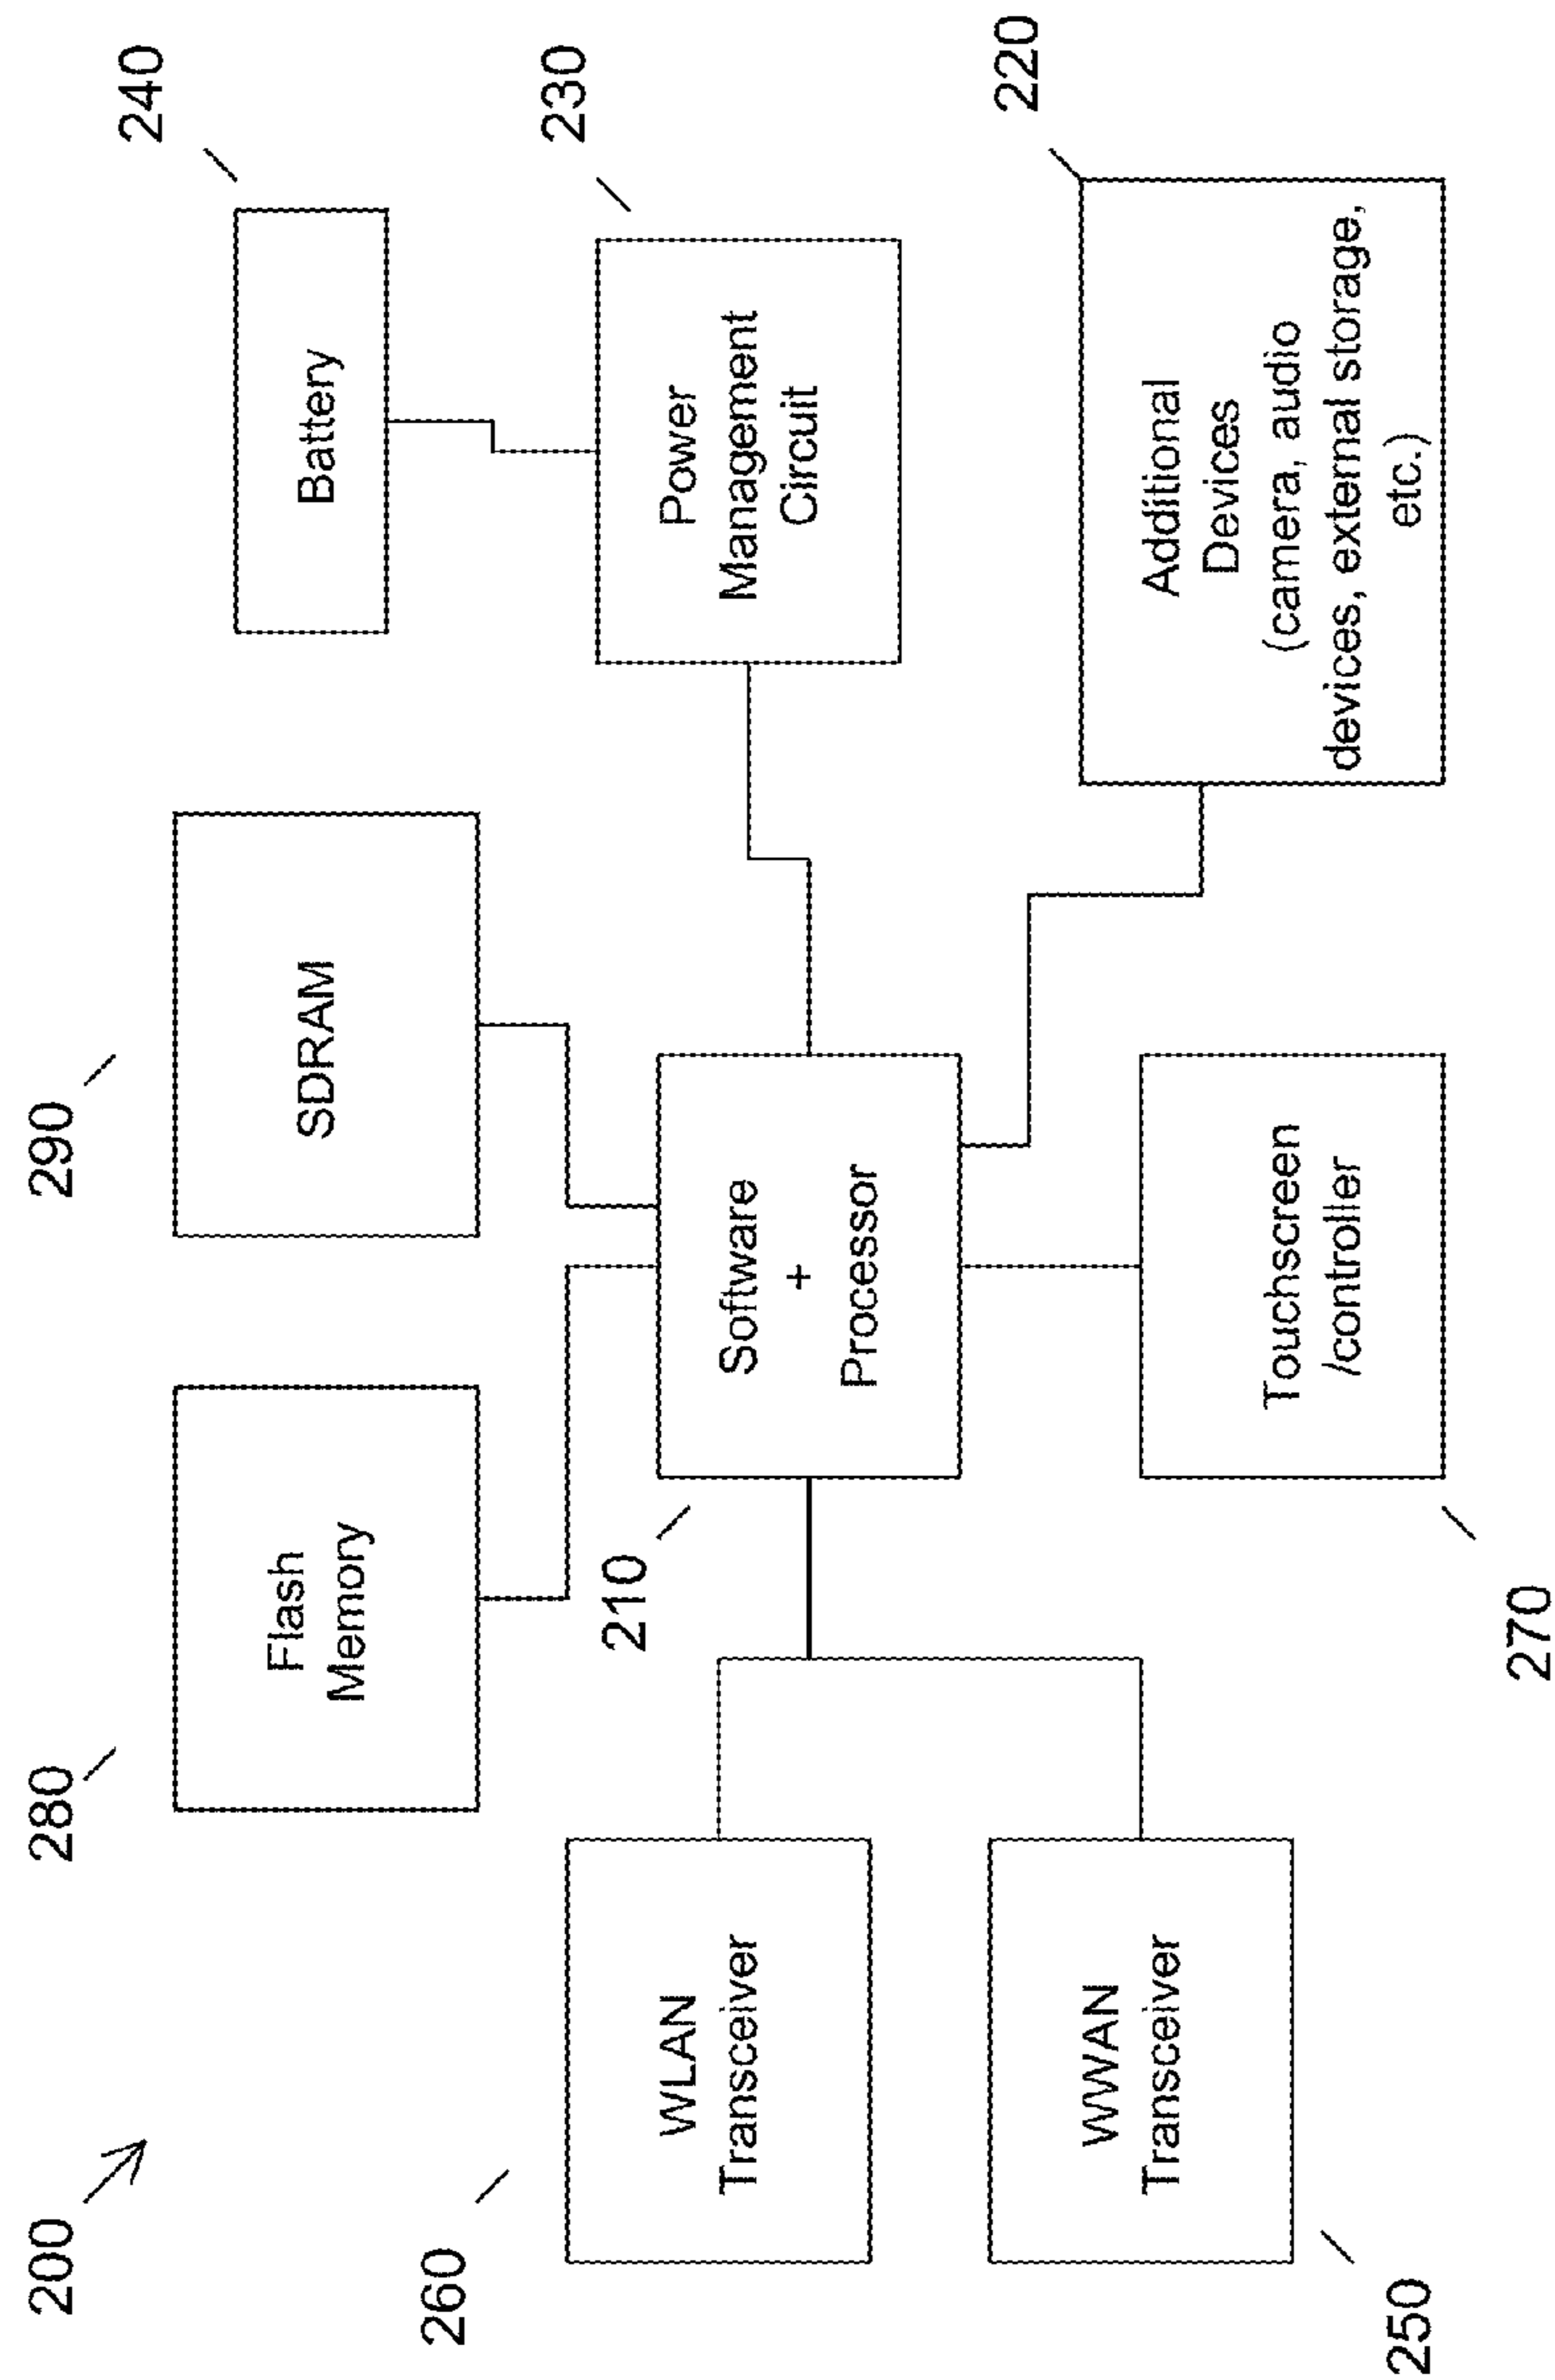 200
280
290
240
Flash
Memory
SDRAM
Battery
260
210
230
WLAN
Transceiver
Software
+
Processor
Power
Management
Circuit
220
WWAN
Transceiver
Touchscreen
/controller
Additional
Devices
(camera, audio
devices, external storage,
etc.)
250
270